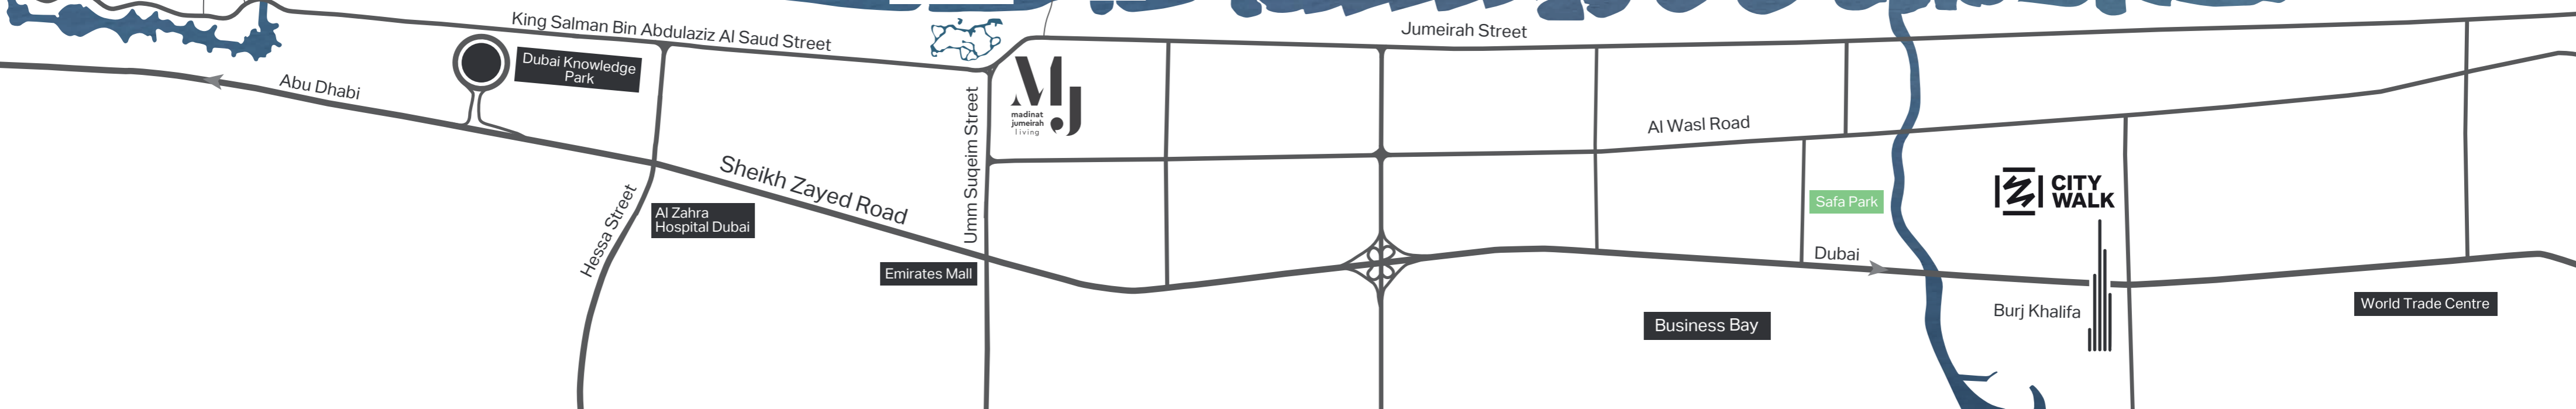 King Salman Bin Abdulaziz Al Saud Street
Jumeirah Street
Dubai Knowledge
Park
Abu Dhabi
Umm Suqeim Street
MJ
madinat
jumeirah
living
Al Wasl Road
Sheikh Zayed Road
Hessa Street
Al Zahra
Hospital Dubai
Safa Park
CITY
WALK
Emirates Mall
Dubai
Business Bay
Burj Khalifa
World Trade Centre